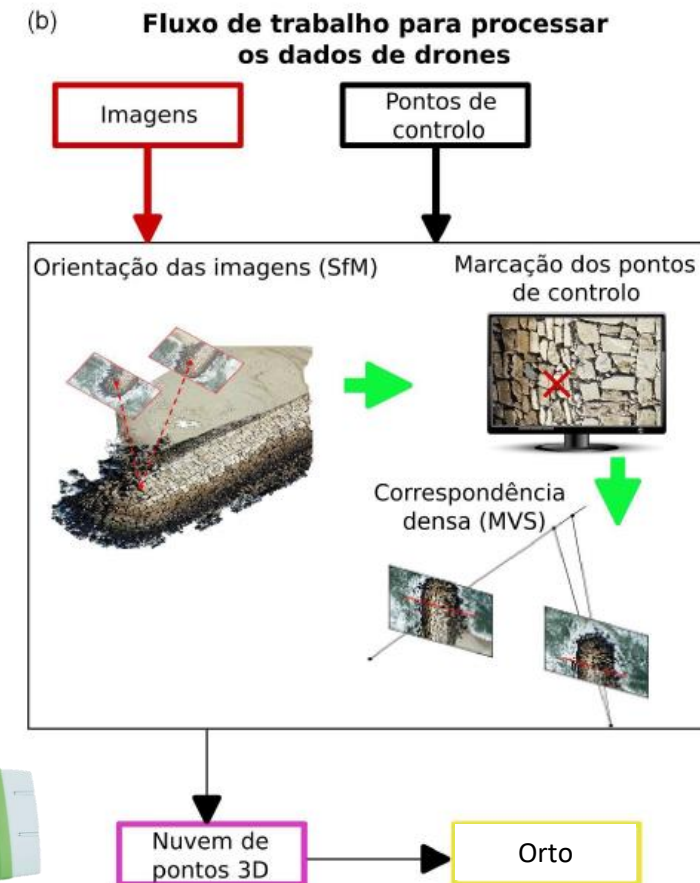 (b)
Fluxo de trabalho para processar
os dados de drones
Imagens
Pontos de
controlo
Orientação das imagens (SfM)
Marcação dos pontos
de controlo
Correspondência
densa (MVS)
Nuvem de
pontos 3D
Orto